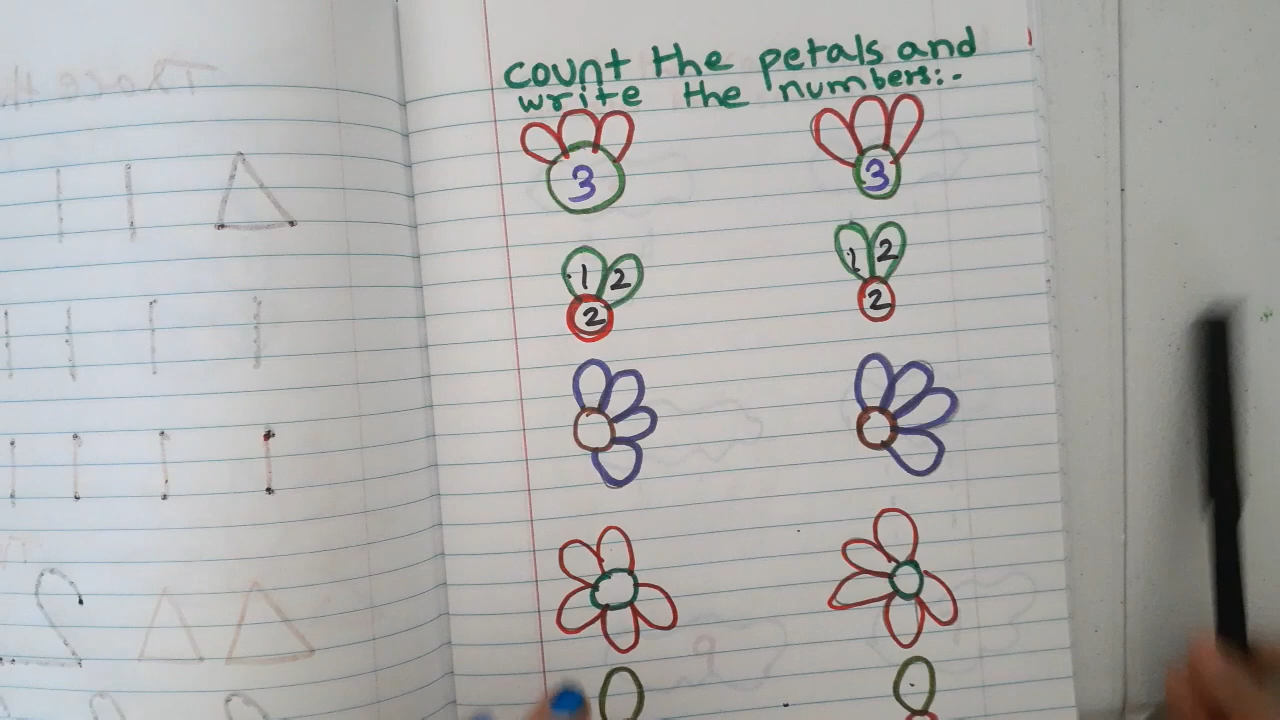 count the petals and
write the numbers:-
3 3
1 2 1 2
2 2